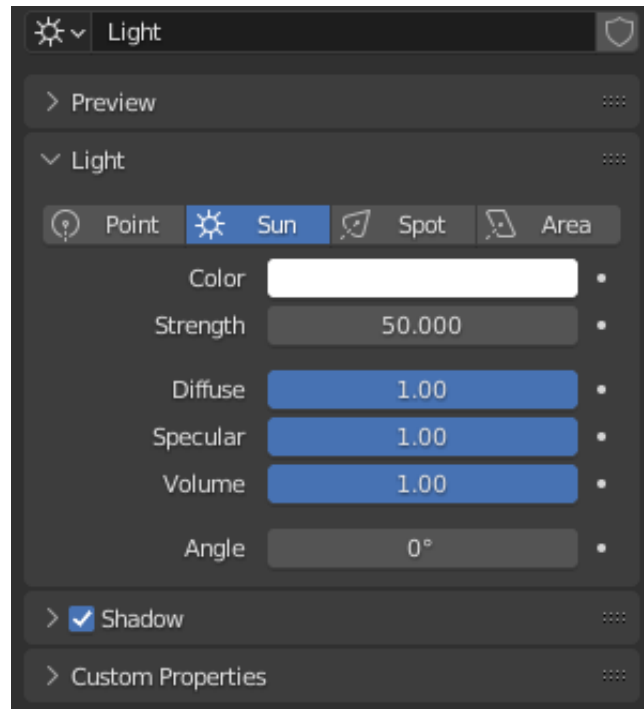 Light
Preview
Light
Point Sun Spot Area
Color
Strength 50.000
Diffuse 1.00
Specular 1.00
Volume 1.00
Angle 0°
Shadow
Custom Properties